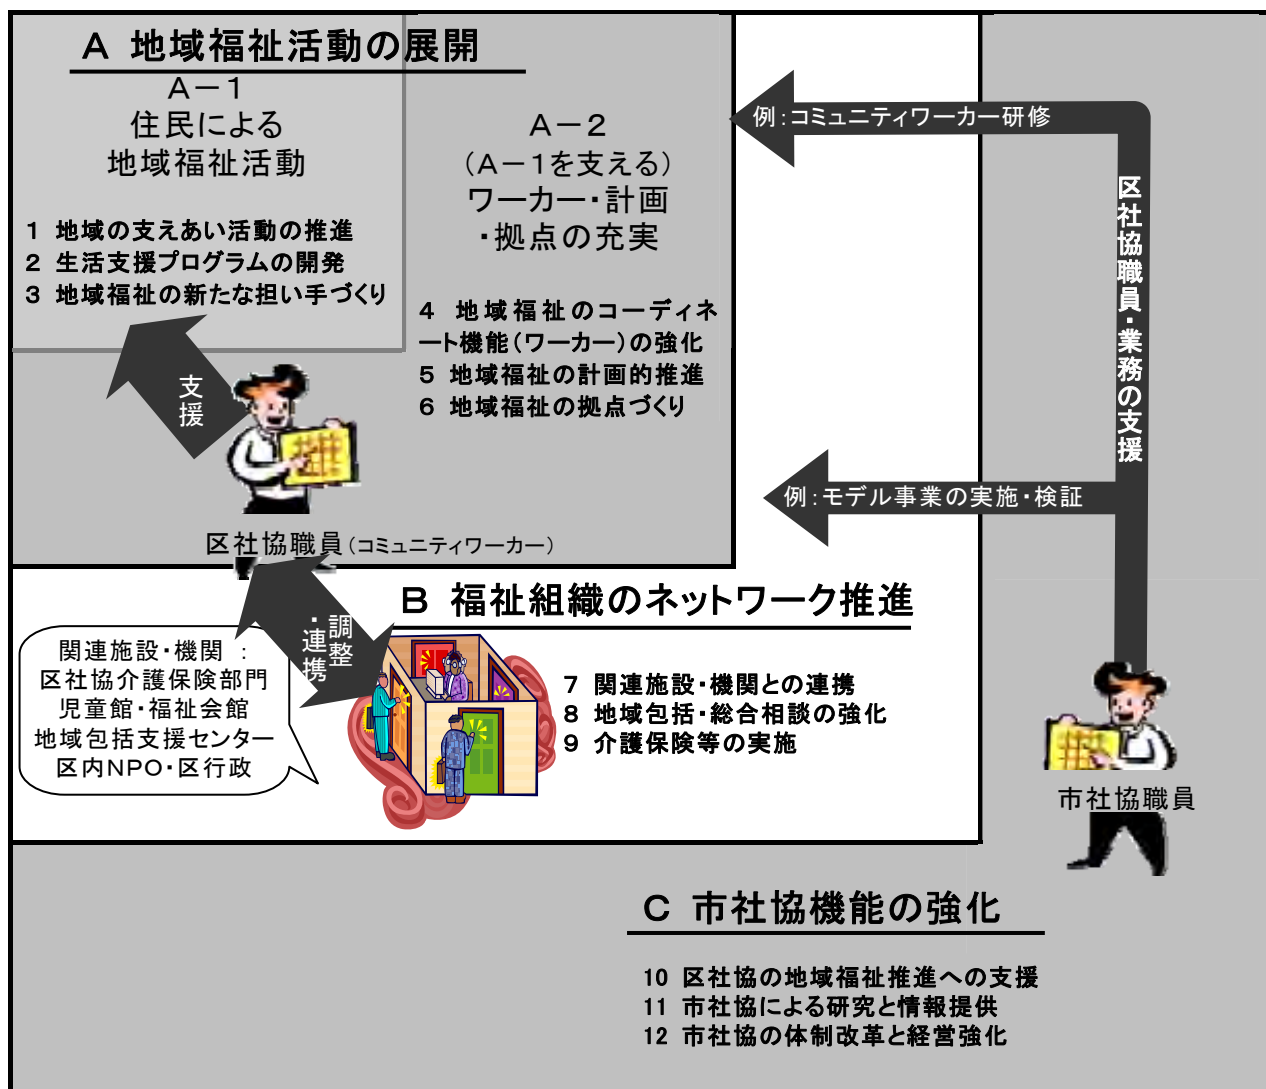 A 地域福祉活動の展開
A－1
住民による
地域福祉活動
1 地域の支えあい活動の推進
2 生活支援プログラムの開発
3 地域福祉の新たな担い手づくり
A－2
(A－1を支える)
ワーカー・計画
・拠点の充実
4 地域福祉のコーディネ
ート機能(ワーカー)の強化
5 地域福祉の計画的推進
6 地域福祉の拠点づくり
支援
区社協職員(コミュニティワーカー)
例:コミュニティワーカー研修
区社協職員・業務の支援
例:モデル事業の実施・検証
B 福祉組織のネットワーク推進
調整
・連携
関連施設・機関 :
区社協介護保険部門
児童館・福祉会館
地域包括支援センター
区内NPO・区行政
7 関連施設・機関との連携
8 地域包括・総合相談の強化
9 介護保険等の実施
市社協職員
C 市社協機能の強化
10 区社協の地域福祉推進への支援
11 市社協による研究と情報提供
12 市社協の体制改革と経営強化